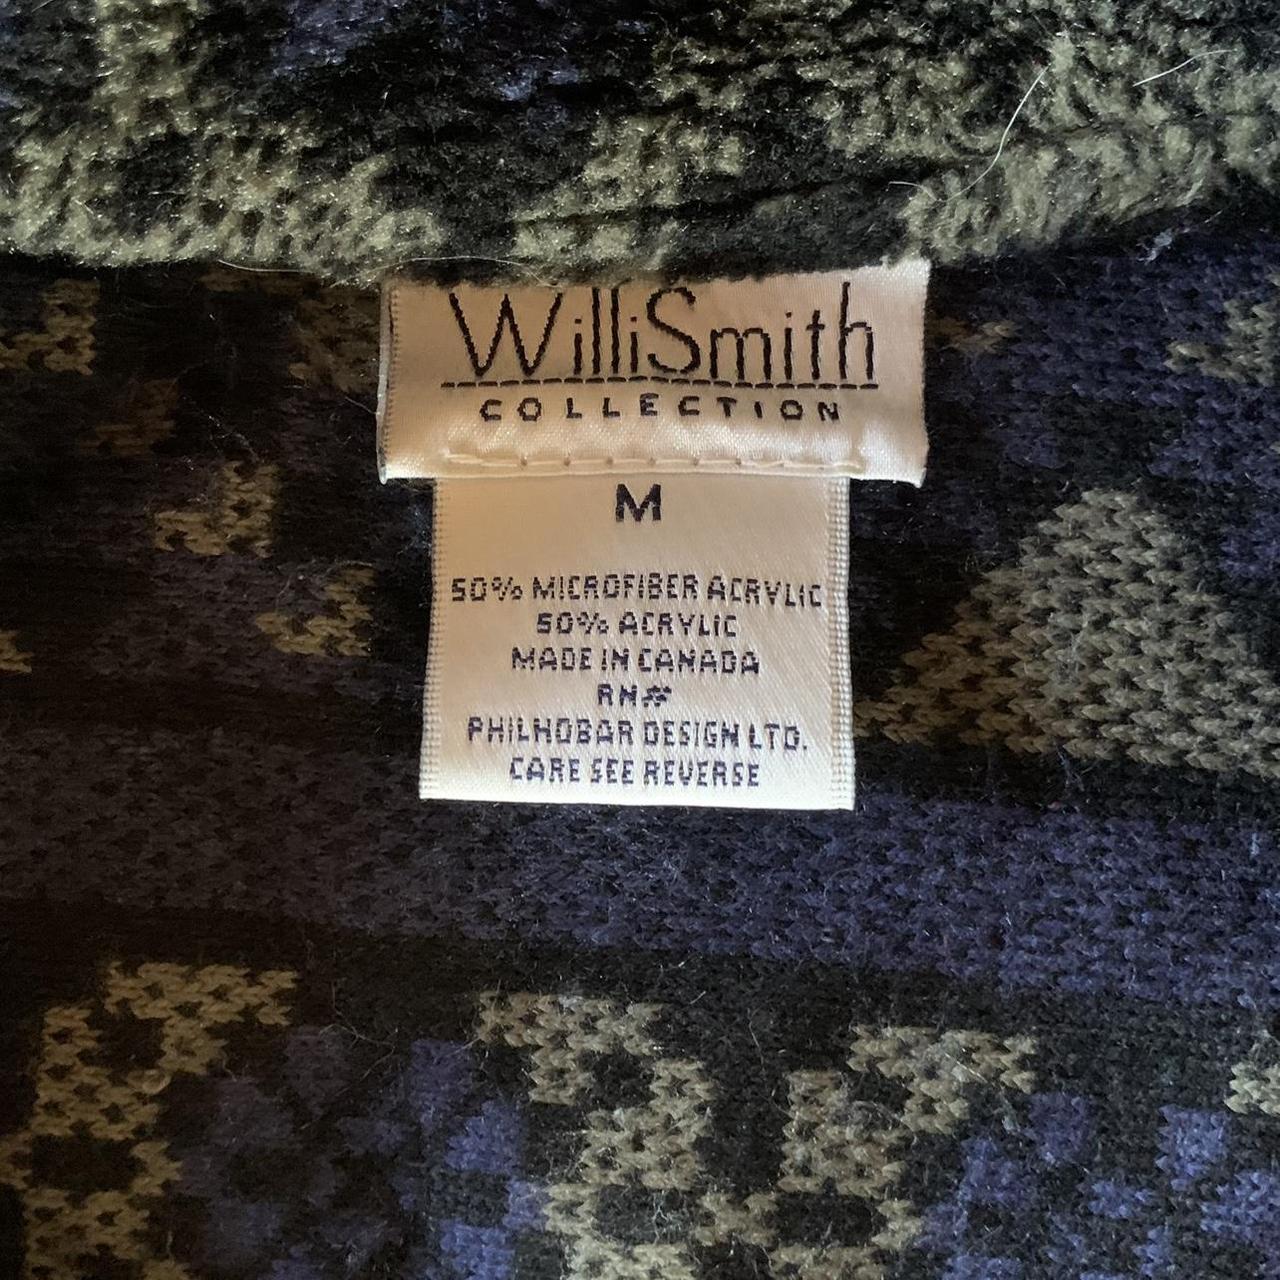 WilliSmith
COLLECTION
M
50% MICROFIBER ACRYLIC
50% ACRYLIC
MADE IN CANADA
RN#
PHILHOBAR DESIGN LTD.
CARE SEE REVERSE